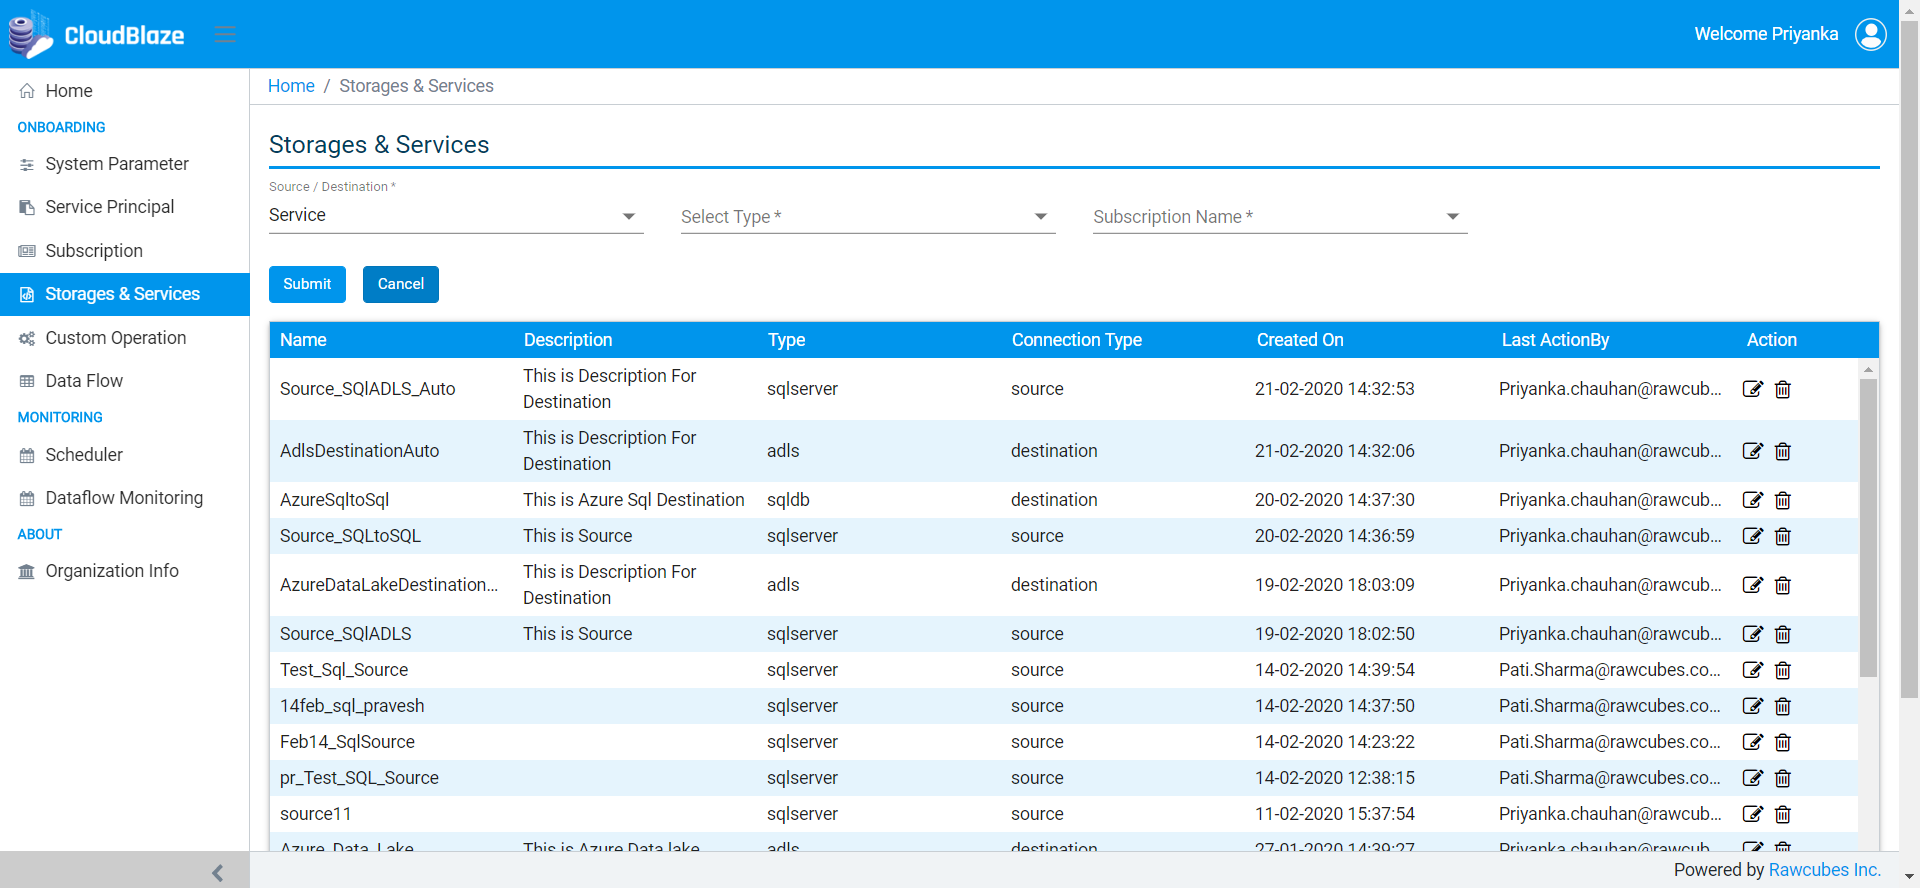 CloudBlaze
Welcome Priyanka
Home
ONBOARDING
System Parameter
Service Principal
Subscription
Storages & Services
Custom Operation
Data Flow
MONITORING
Scheduler
Dataflow Monitoring
ABOUT
Organization Info
Home / Storages & Services
Storages & Services
Source / Destination *
Service
Select Type *
Subscription Name *
Submit Cancel
Name Description Type Connection Type Created On Last ActionBy Action
Source_SQlADLS_Auto This is Description For Destination sqlserver source 21-02-2020 14:32:53 Priyanka.chauhan@rawcub...
AdlsDestinationAuto This is Description For Destination adls destination 21-02-2020 14:32:06 Priyanka.chauhan@rawcub...
AzureSqltoSql This is Azure Sql Destination sqldb destination 20-02-2020 14:37:30 Priyanka.chauhan@rawcub...
Source_SQLtoSQL This is Source sqlserver source 20-02-2020 14:36:59 Priyanka.chauhan@rawcub...
AzureDataLakeDestination... This is Description For Destination adls destination 19-02-2020 18:03:09 Priyanka.chauhan@rawcub...
Source_SQlADLS This is Source sqlserver source 19-02-2020 18:02:50 Priyanka.chauhan@rawcub...
Test_Sql_Source sqlserver source 14-02-2020 14:39:54 Pati.Sharma@rawcubes.co...
14feb_sql_pravesh sqlserver source 14-02-2020 14:37:50 Pati.Sharma@rawcubes.co...
Feb14_SqlSource sqlserver source 14-02-2020 14:23:22 Pati.Sharma@rawcubes.co...
pr_Test_SQL_Source sqlserver source 14-02-2020 12:38:15 Pati.Sharma@rawcubes.co...
source11 sqlserver source 11-02-2020 15:37:54 Priyanka.chauhan@rawcub...
Azure_Data_Lake This is Azure Data lake adls destination 27-01-2020 14:39:27 Priyanka.chauhan@rawcub...
Powered by Rawcubes Inc.